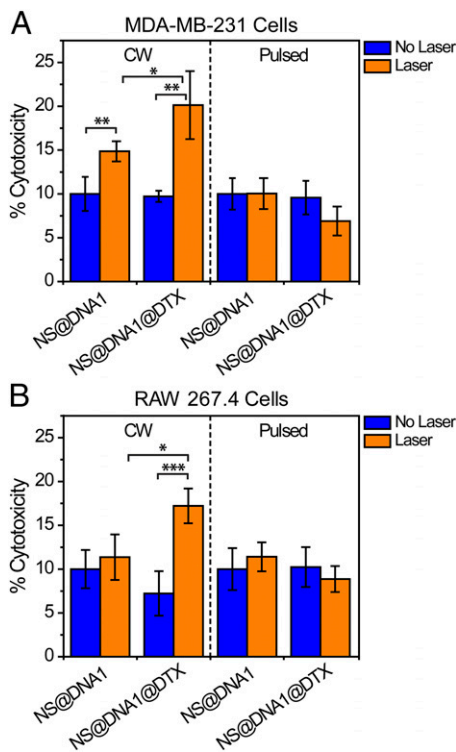 A
MDA-MB-231 Cells
CW
Pulsed
No Laser
Laser
*
**
**
% Cytotoxicity
25
20
15
10
5
0
NS@DNA1
NS@DNA1@DTX
NS@DNA1
NS@DNA1@DTX
B
RAW 267.4 Cells
CW
Pulsed
No Laser
Laser
*
***
% Cytotoxicity
25
20
15
10
5
0
NS@DNA1
NS@DNA1@DTX
NS@DNA1
NS@DNA1@DTX